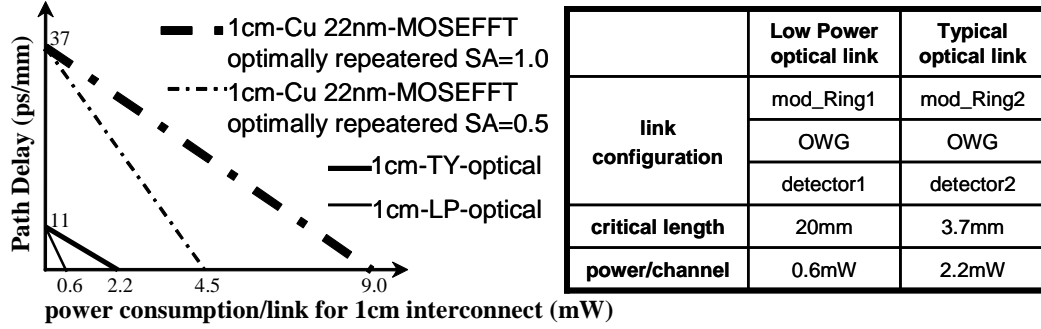 37
1cm-Cu 22nm-MOSEFFT
optimally repeatered SA=1.0
1cm-Cu 22nm-MOSEFFT
optimally repeatered SA=0.5
1cm-TY-optical
1cm-LP-optical
Path Delay (ps/mm)
11
0.6 2.2 4.5 9.0
power consumption/link for 1cm interconnect (mW)
Low Power Typical
optical link optical link
mod_Ring1 mod_Ring2
link
configuration
OWG OWG
detector1 detector2
critical length 20mm 3.7mm
power/channel 0.6mW 2.2mW